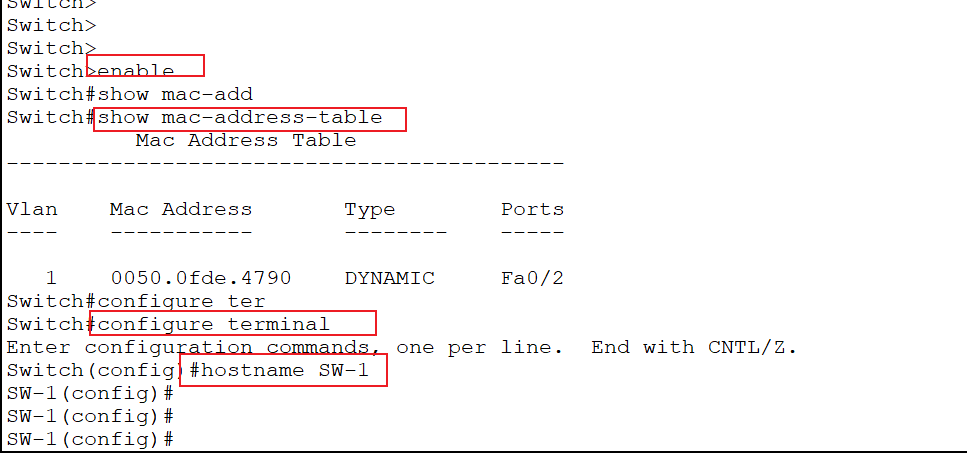 Switch>
Switch>
Switch>
Switch>enable
Switch#show mac-add
Switch#show mac-address-table
Mac Address Table
-------------------------------------------
Vlan    Mac Address       Type        Ports
----    -----------       --------    -----
1    0050.0fde.4790    DYNAMIC     Fa0/2
Switch#configure ter
Switch#configure terminal
Enter configuration commands, one per line.  End with CNTL/Z.
Switch(config)#hostname SW-1
SW-1(config)#
SW-1(config)#
SW-1(config)#